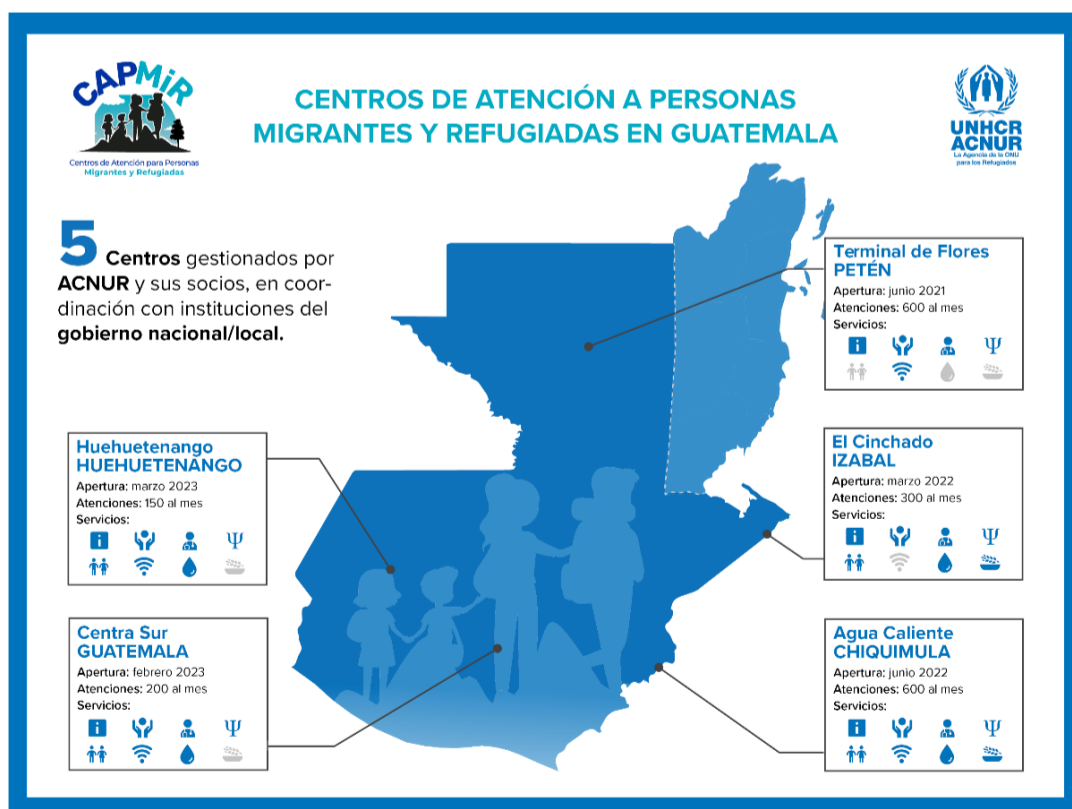 CAPMiR
Centros de Atención para Personas
Migrantes y Refugiadas
CENTROS DE ATENCIÓN A PERSONAS
MIGRANTES Y REFUGIADAS EN GUATEMALA
UNHCR
ACNUR
La Agencia de la ONU
para los Refugiados
5 Centros gestionados por
ACNUR y sus socios, en coor-
dinación con instituciones del
gobierno nacional/local.
Terminal de Flores
PETÉN
Apertura: junio 2021
Atenciones: 600 al mes
Servicios:
i
Ψ
Huehuetenango
HUEHUETENANGO
Apertura: marzo 2023
Atenciones: 150 al mes
Servicios:
i
Ψ
El Cinchado
IZABAL
Apertura: marzo 2022
Atenciones: 300 al mes
Servicios:
i
Ψ
Centra Sur
GUATEMALA
Apertura: febrero 2023
Atenciones: 200 al mes
Servicios:
i
Ψ
Agua Caliente
CHIQUIMULA
Apertura: junio 2022
Atenciones: 600 al mes
Servicios:
i
Ψ